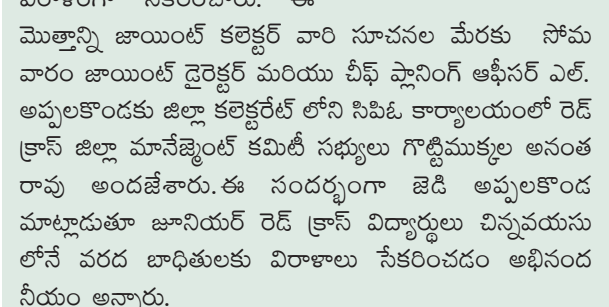 విరాళంగా సేకరించారు. ఈ
మొత్తాన్ని జాయింట్ కలెక్టర్ వారి సూచనల మేరకు సోమ
వారం జాయింట్ డైరెక్టర్ మరియు చీఫ్ ప్లానింగ్ ఆఫీసర్ ఎల్.
అప్పలకొండకు జిల్లా కలెక్టరేట్ లోని సిపిఓ కార్యాలయంలో రెడ్
క్రాస్ జిల్లా మానేజ్మెంట్ కమిటీ సభ్యులు గొట్టిముక్కల అనంత
రావు అందజేశారు.ఈ సందర్భంగా జెడి అప్పలకొండ
మాట్లాడుతూ జూనియర్ రెడ్ క్రాస్ విద్యార్థులు చిన్నవయసు
లోనే వరద బాధితులకు విరాళాలు సేకరించడం అభినంద
నీయం అన్నారు.